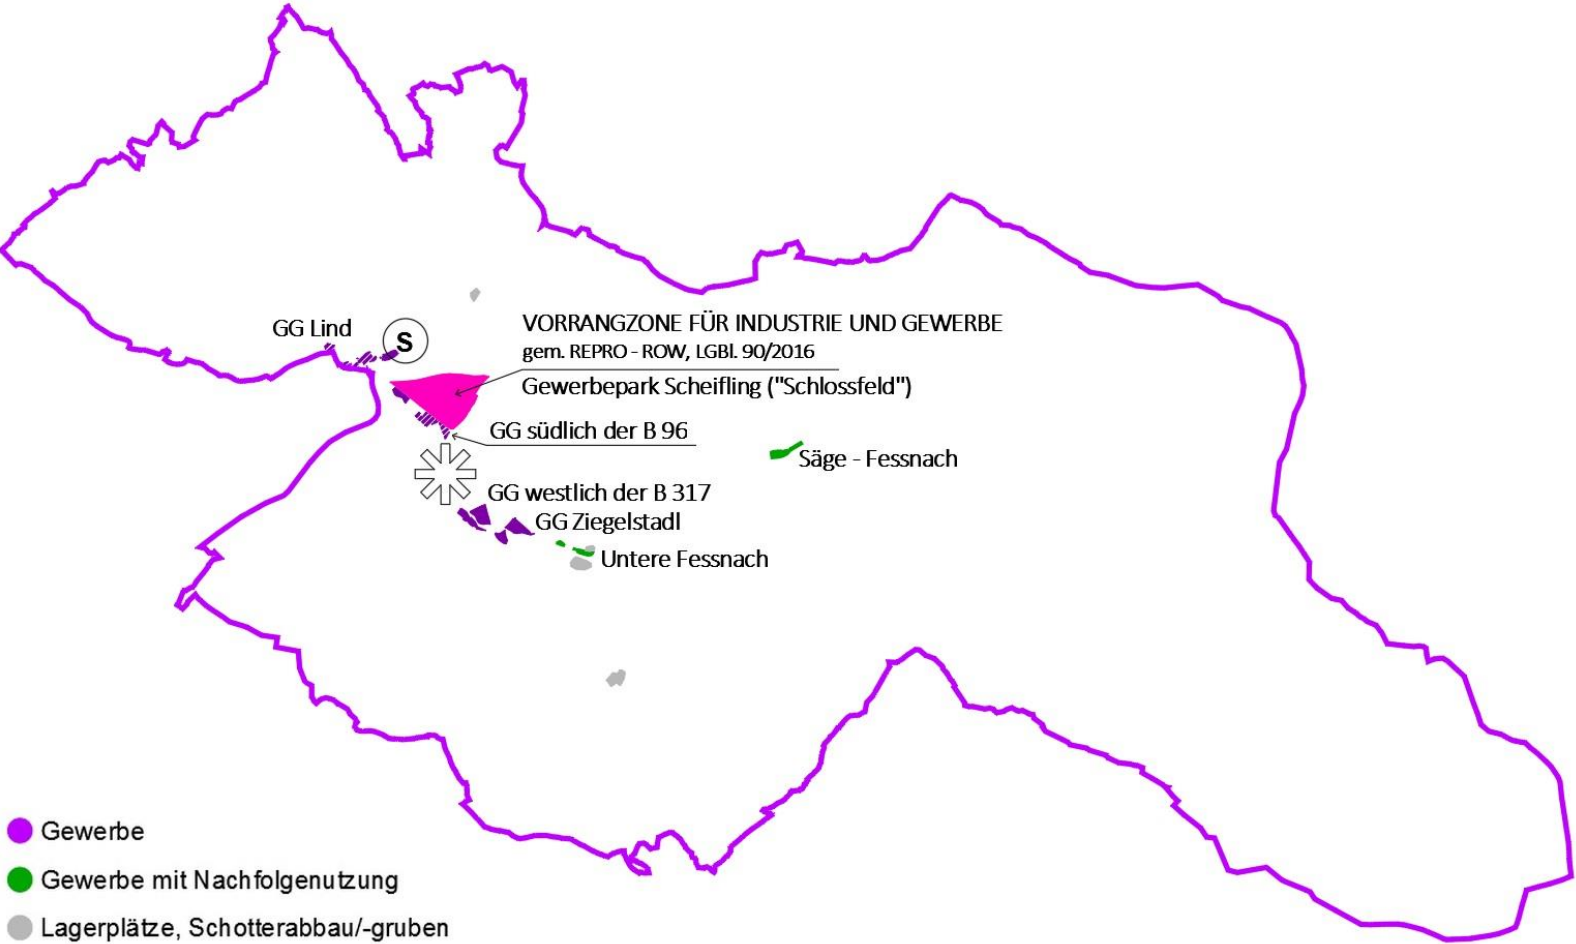 VORRANGZONE FÜR INDUSTRIE UND GEWERBE
GG Lind
S
gem. REPRO - ROW, LGBl. 90/2016
Gewerbepark Scheifling ("Schlossfeld")
GG südlich der B 96
Säge - Fessnach
GG westlich der B 317
GG Ziegelstadl
Untere Fessnach
Gewerbe
Gewerbe mit Nachfolgenutzung
Lagerplätze, Schotterabbau/-gruben